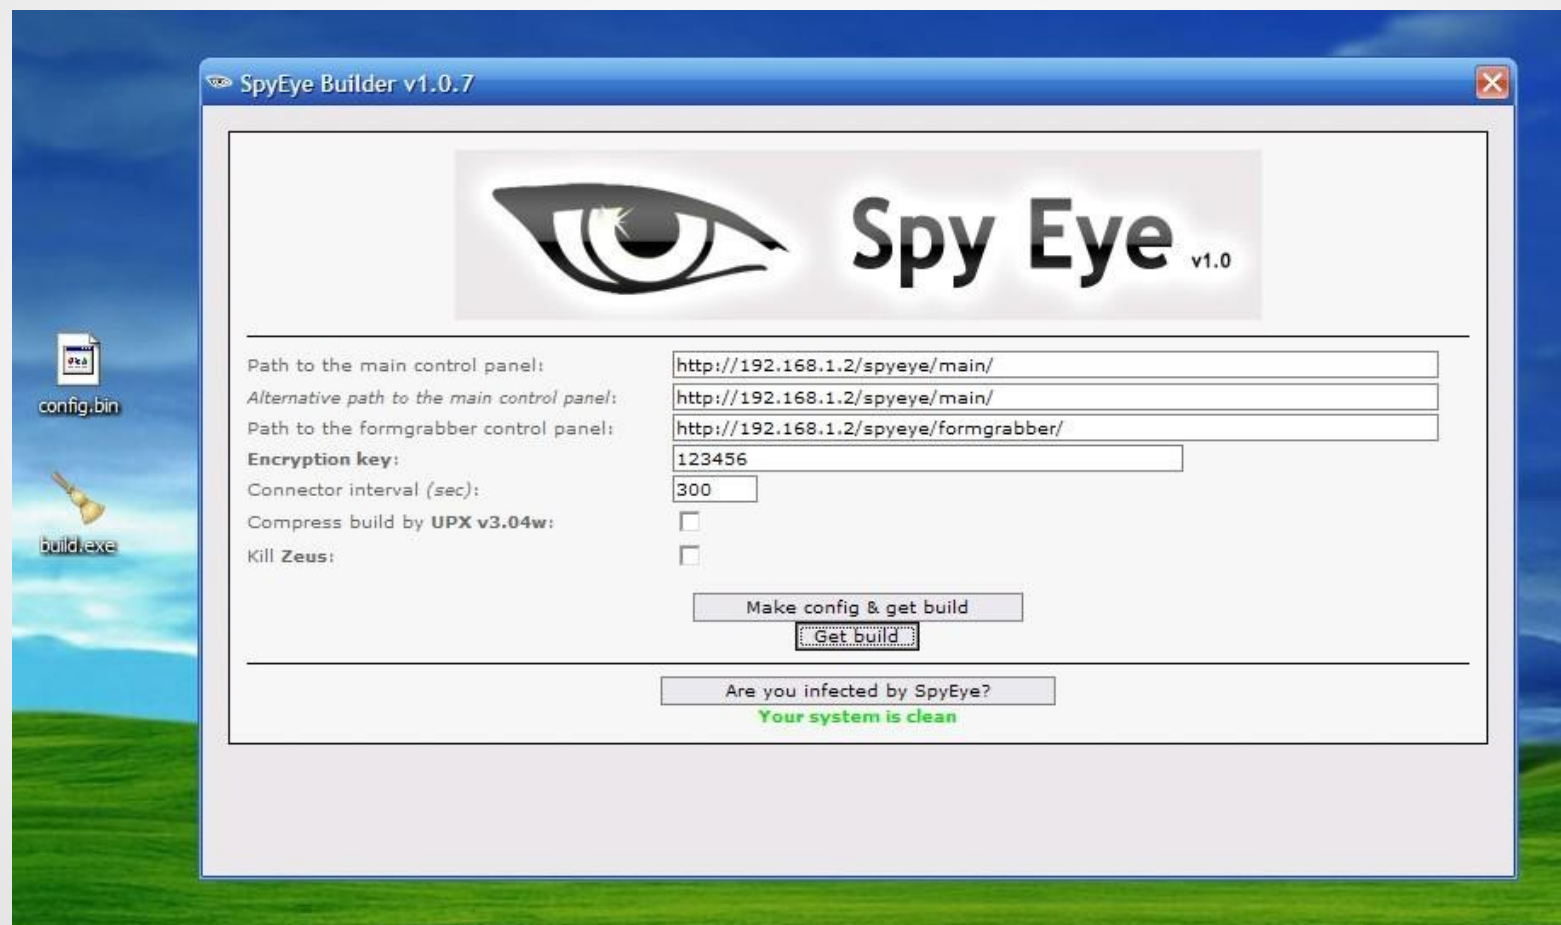 SpyEye Builder v1.0.7
Spy Eye v1.0
Path to the main control panel: http://192.168.1.2/spyeye/main/
Alternative path to the main control panel: http://192.168.1.2/spyeye/main/
Path to the formgrabber control panel: http://192.168.1.2/spyeye/formgrabber/
Encryption key: 123456
Connector interval (sec): 300
Compress build by UPX v3.04w:
Kill Zeus:
Make config & get build
Get build
Are you infected by SpyEye?
Your system is clean
config.bin
build.exe